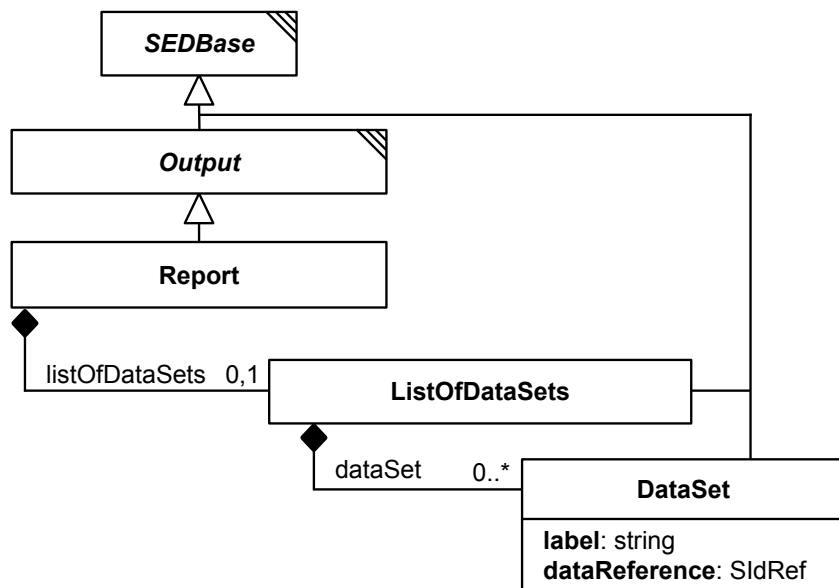 SEDBase
Output
Report
listOfDataSets 0,1
ListOfDataSets
dataSet 0..*
DataSet
label: string
dataReference: SIdRef